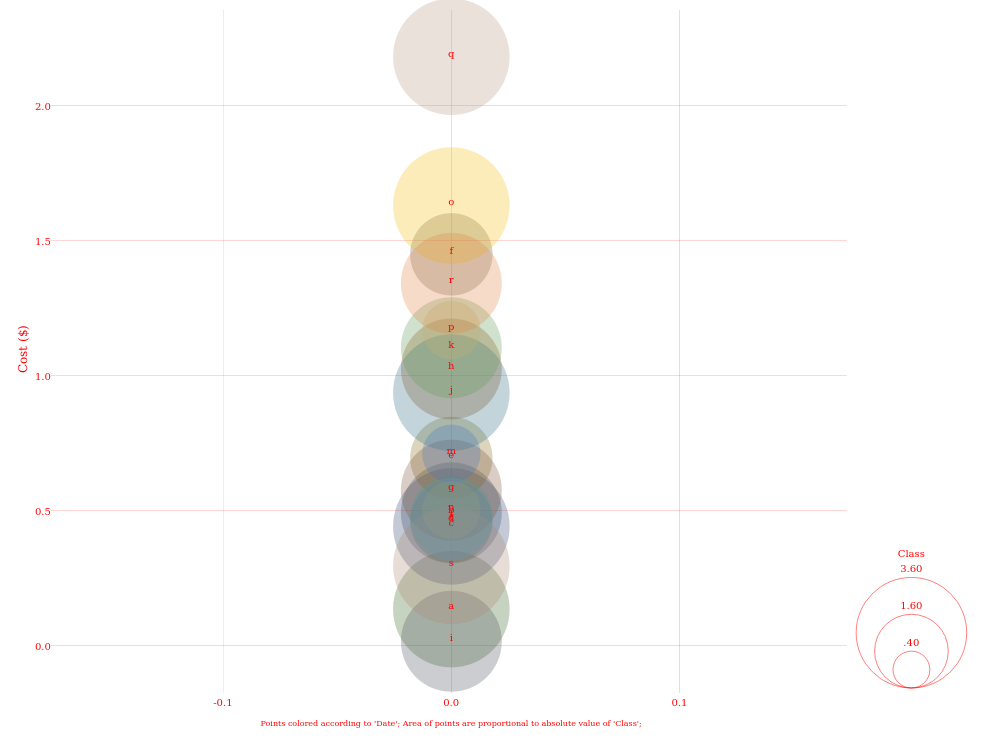 q
2.0
o
1.5
f
r
p
k
h
Cost ($)
1.0
j
m
e
g
n
0.5
c
Class
3.60
s
1.60
a
.40
i
0.0
-0.1
0.0
0.1
Points colored according to 'Date'; Area of points are proportional to absolute value of 'Class';